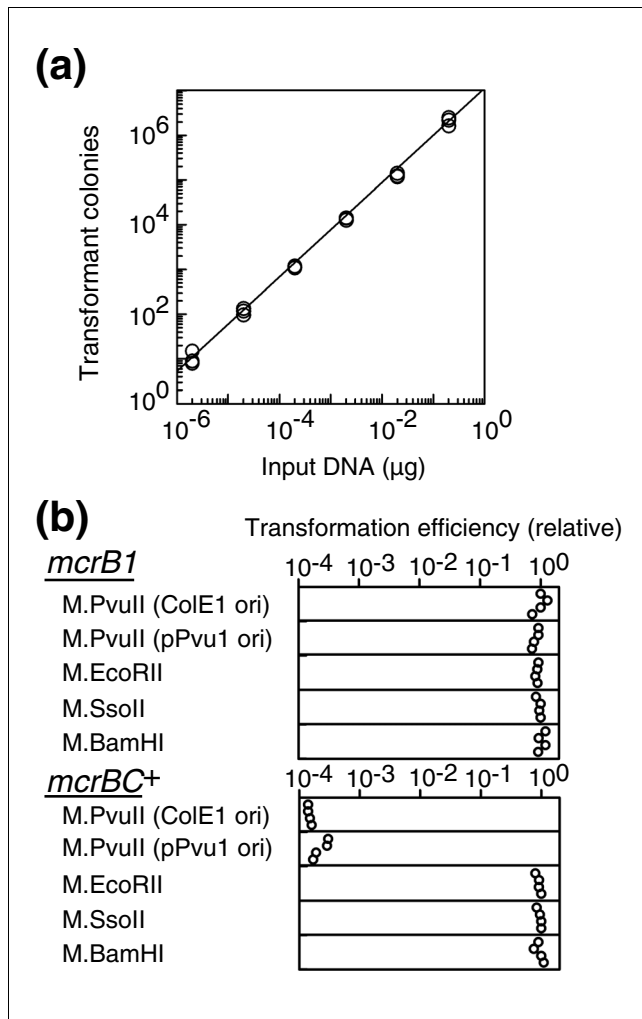 (a)
Transformant colonies
10^6
10^4
10^2
10^0
10^-6 10^-4 10^-2 10^0
Input DNA (μg)
(b)
Transformation efficiency (relative)
mcrB1
10^-4 10^-3 10^-2 10^-1 10^0
M.PvuII (ColE1 ori)
M.PvuII (pPvu1 ori)
M.EcoRII
M.SsoII
M.BamHI
mcrBC+
10^-4 10^-3 10^-2 10^-1 10^0
M.PvuII (ColE1 ori)
M.PvuII (pPvu1 ori)
M.EcoRII
M.SsoII
M.BamHI